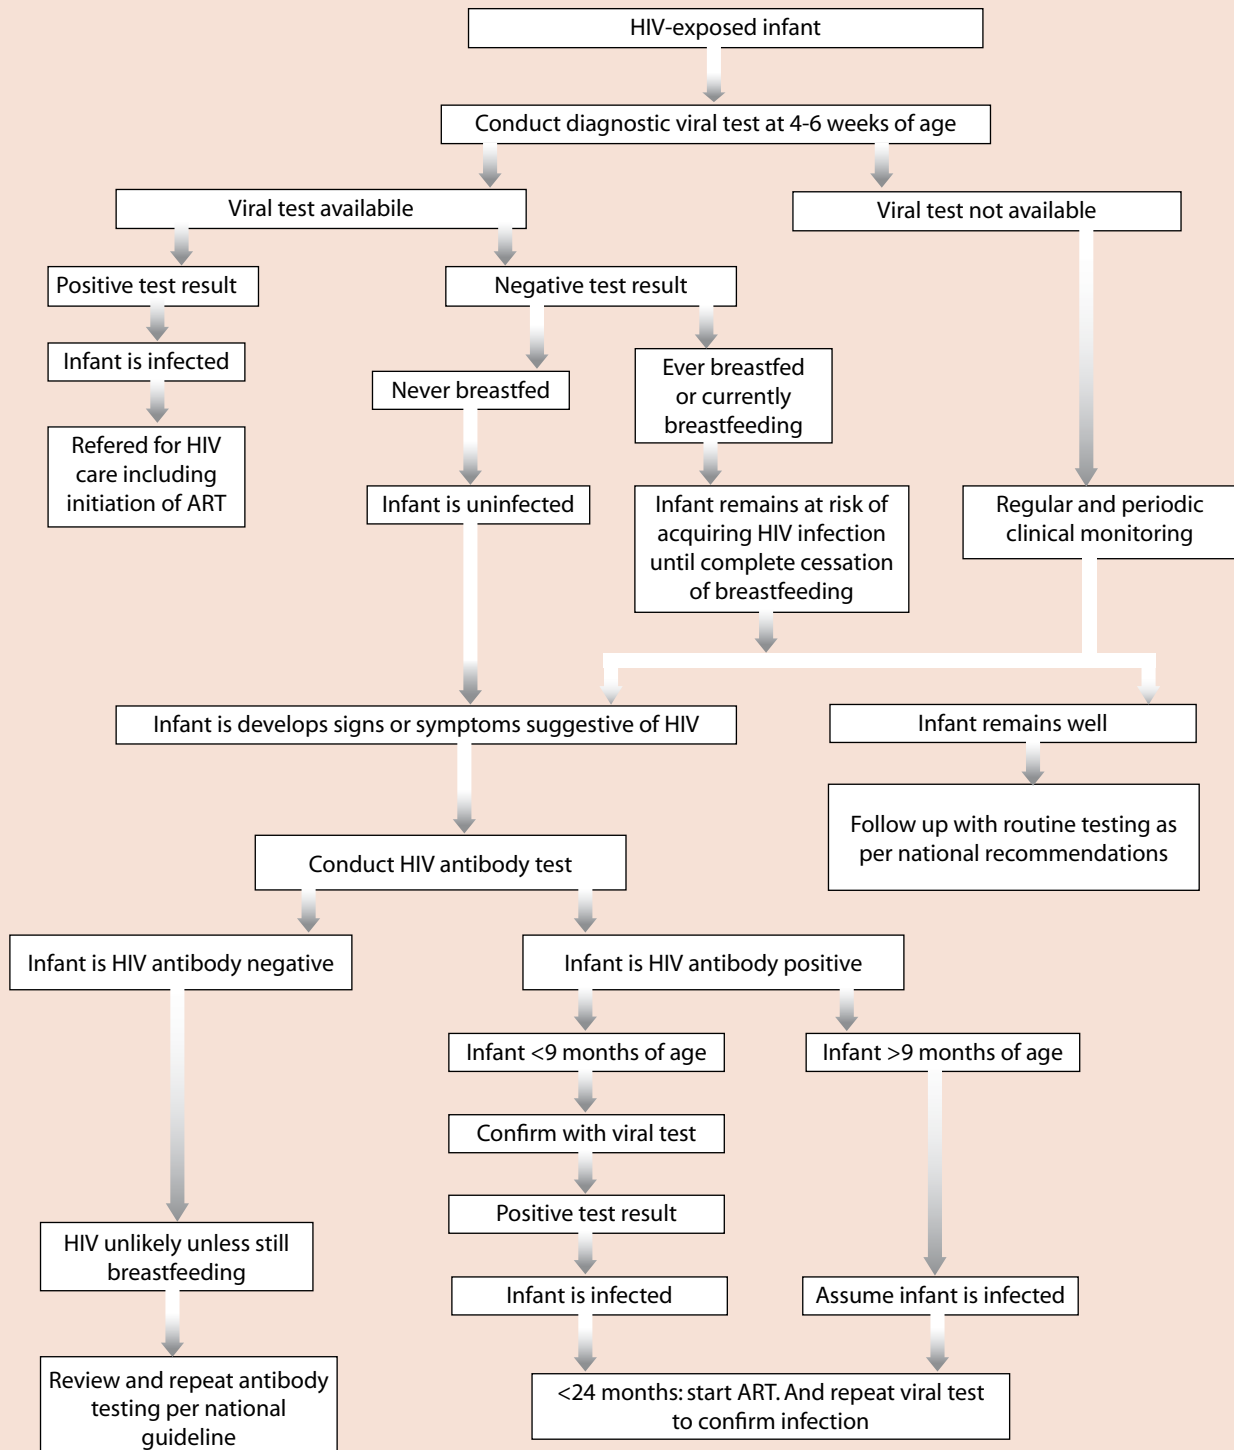 HIV-exposed infant
Conduct diagnostic viral test at 4-6 weeks of age
Viral test availabile
Viral test not available
Positive test result
Negative test result
Infant is infected
Never breastfed
Ever breastfed
or currently
breastfeeding
Refered for HIV
care including
initiation of ART
Infant is uninfected
Infant remains at risk of
acquiring HIV infection
until complete cessation
of breastfeeding
Regular and periodic
clinical monitoring
Infant is develops signs or symptoms suggestive of HIV
Infant remains well
Follow up with routine testing as
per national recommendations
Conduct HIV antibody test
Infant is HIV antibody negative
Infant is HIV antibody positive
Infant <9 months of age
Infant >9 months of age
Confirm with viral test
Positive test result
HIV unlikely unless still
breastfeeding
Infant is infected
Assume infant is infected
Review and repeat antibody
testing per national
guideline
<24 months: start ART. And repeat viral test
to confirm infection